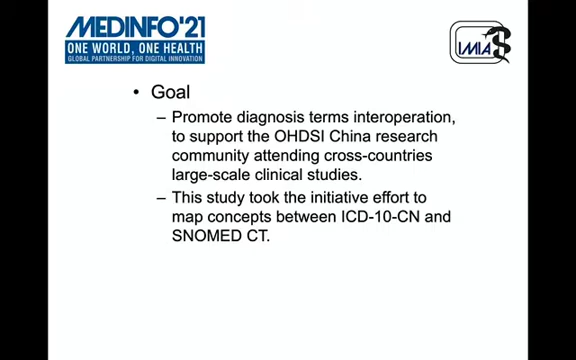 MEDINFO'21
ONE WORLD, ONE HEALTH
GLOBAL PARTNERSHIP FOR DIGITAL INNOVATION
IMIA
• Goal
– Promote diagnosis terms interoperation,
to support the OHDSI China research
community attending cross-countries
large-scale clinical studies.
– This study took the initiative effort to
map concepts between ICD-10-CN and
SNOMED CT.